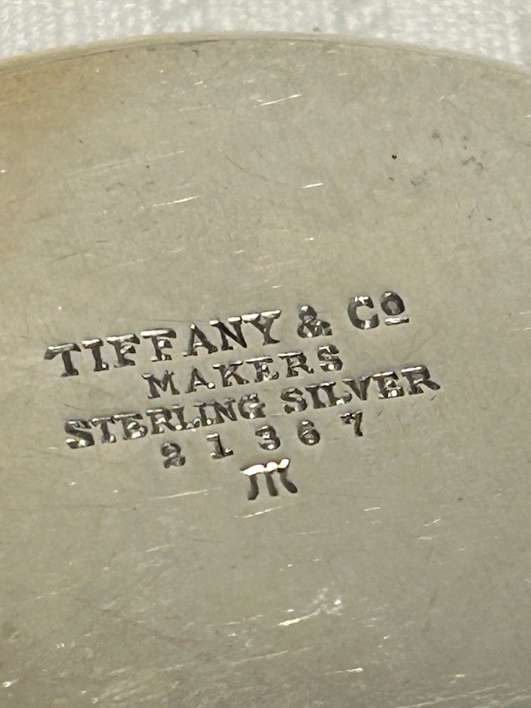 TIFFANY & Co
MAKERS
STERLING SILVER
21367
m